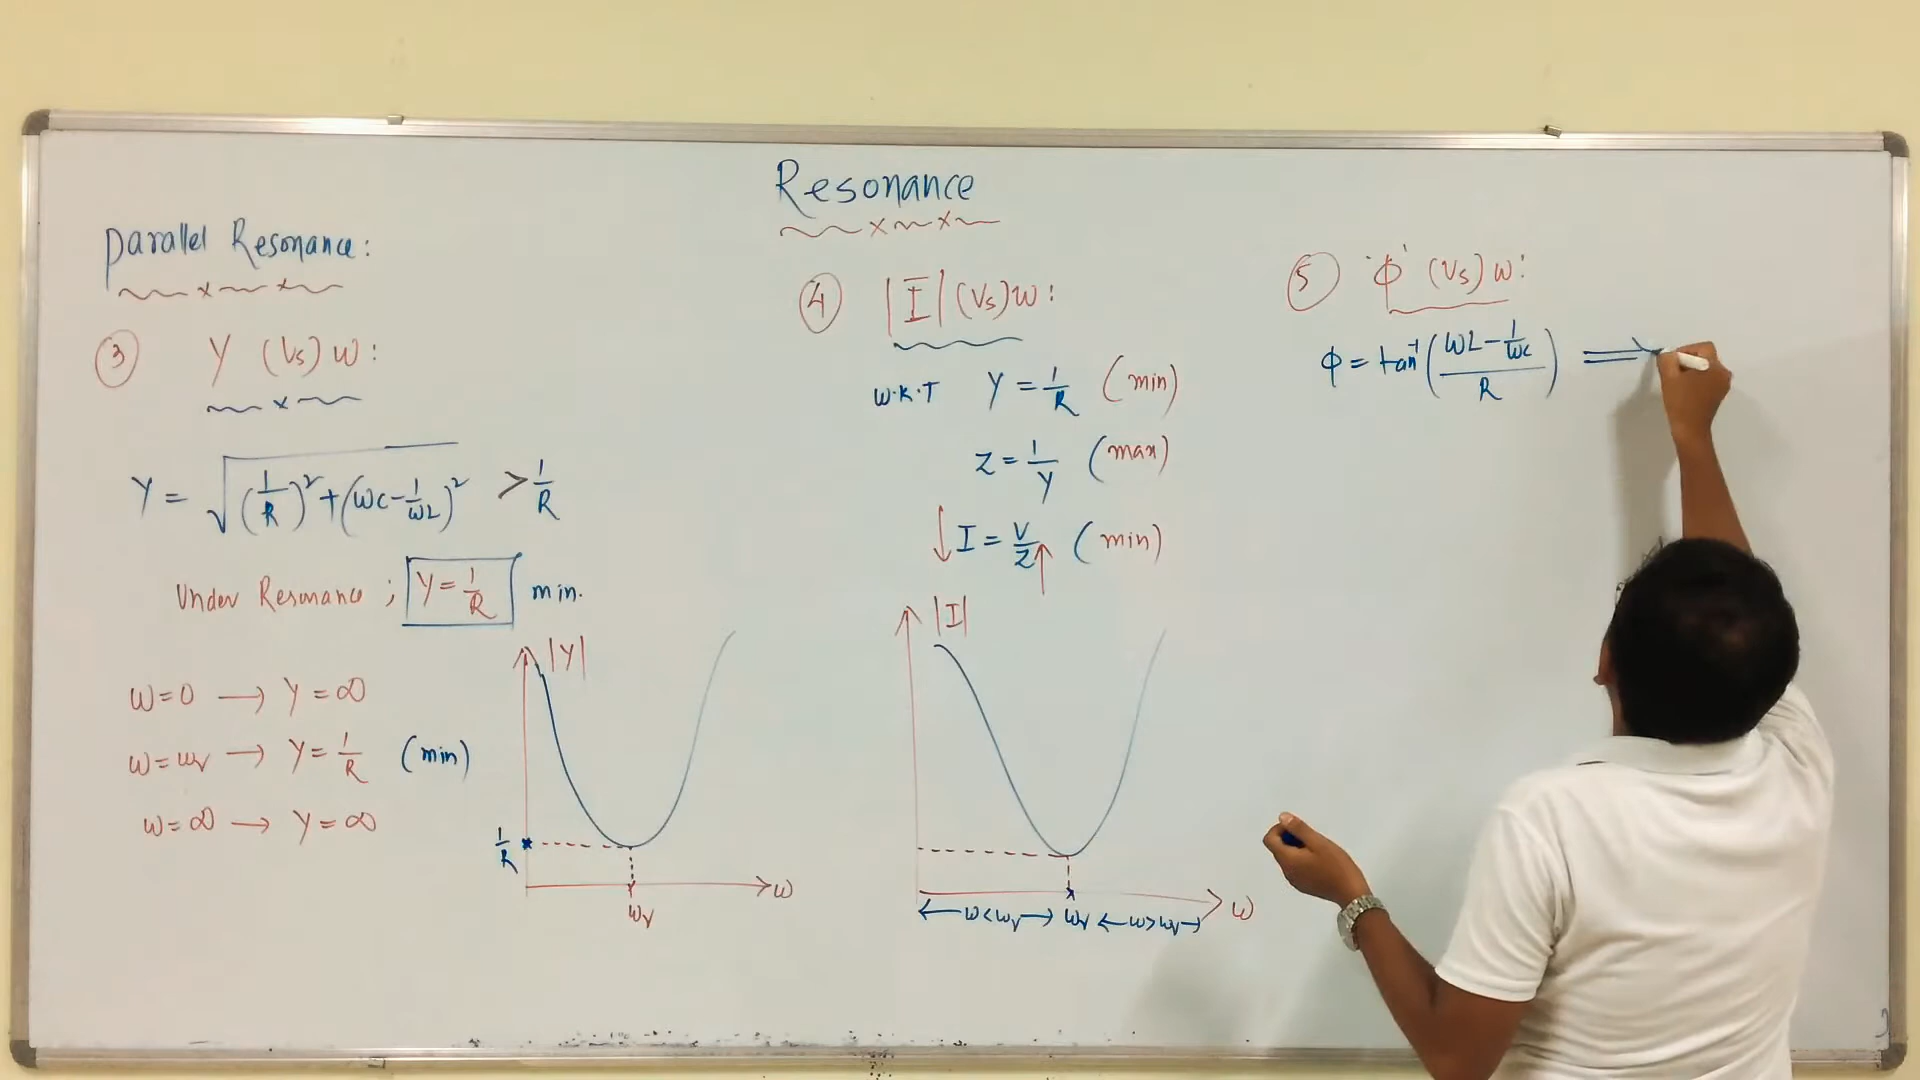 Resonance
Parallel Resonance:
③ Y (Vs) ω:
Y = √((1/R)² + (ωC - 1/ωL)²) > 1/R
Under Resonance ; Y = 1/R min.
ω=0 → Y = ∞
ω=ωr → Y = 1/R (min)
ω=∞ → Y = ∞
|Y|
1/R
ωr
ω
④ |I| (Vs) ω:
W.K.T Y = 1/R (min)
Z = 1/Y (max)
↓ I = V/Z ↑ (min)
|I|
←ω<ωr→ ωr ←ω>ωr→ ω
⑤ 'ϕ' (Vs) ω:
ϕ = tan⁻¹((ωL - 1/ωC)/R) ⟹